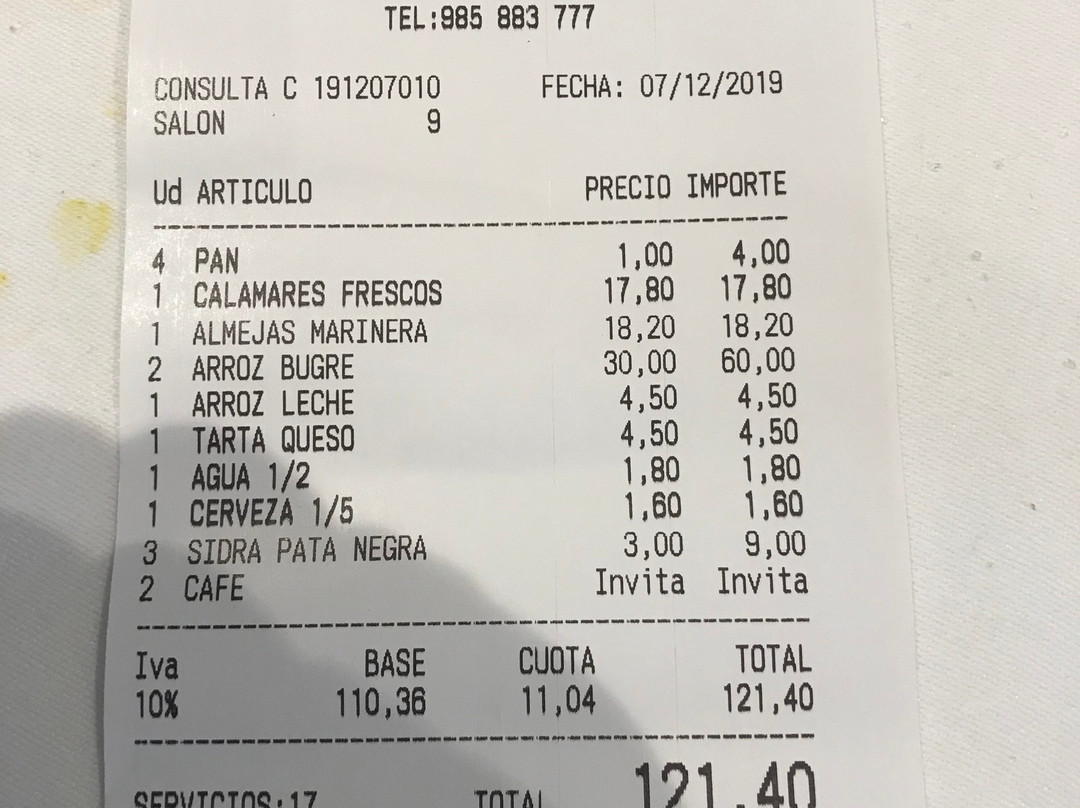 TEL:985 883 777
CONSULTA C 191207010 FECHA: 07/12/2019
SALON 9
Ud ARTICULO PRECIO IMPORTE
4 PAN 1,00 4,00
1 CALAMARES FRESCOS 17,80 17,80
1 ALMEJAS MARINERA 18,20 18,20
2 ARROZ BUGRE 30,00 60,00
1 ARROZ LECHE 4,50 4,50
1 TARTA QUESO 4,50 4,50
1 AGUA 1/2 1,80 1,80
1 CERVEZA 1/5 1,60 1,60
3 SIDRA PATA NEGRA 3,00 9,00
2 CAFE Invita Invita
Iva BASE CUOTA TOTAL
10% 110,36 11,04 121,40
SERVICIOS:17 TOTAL 121,40